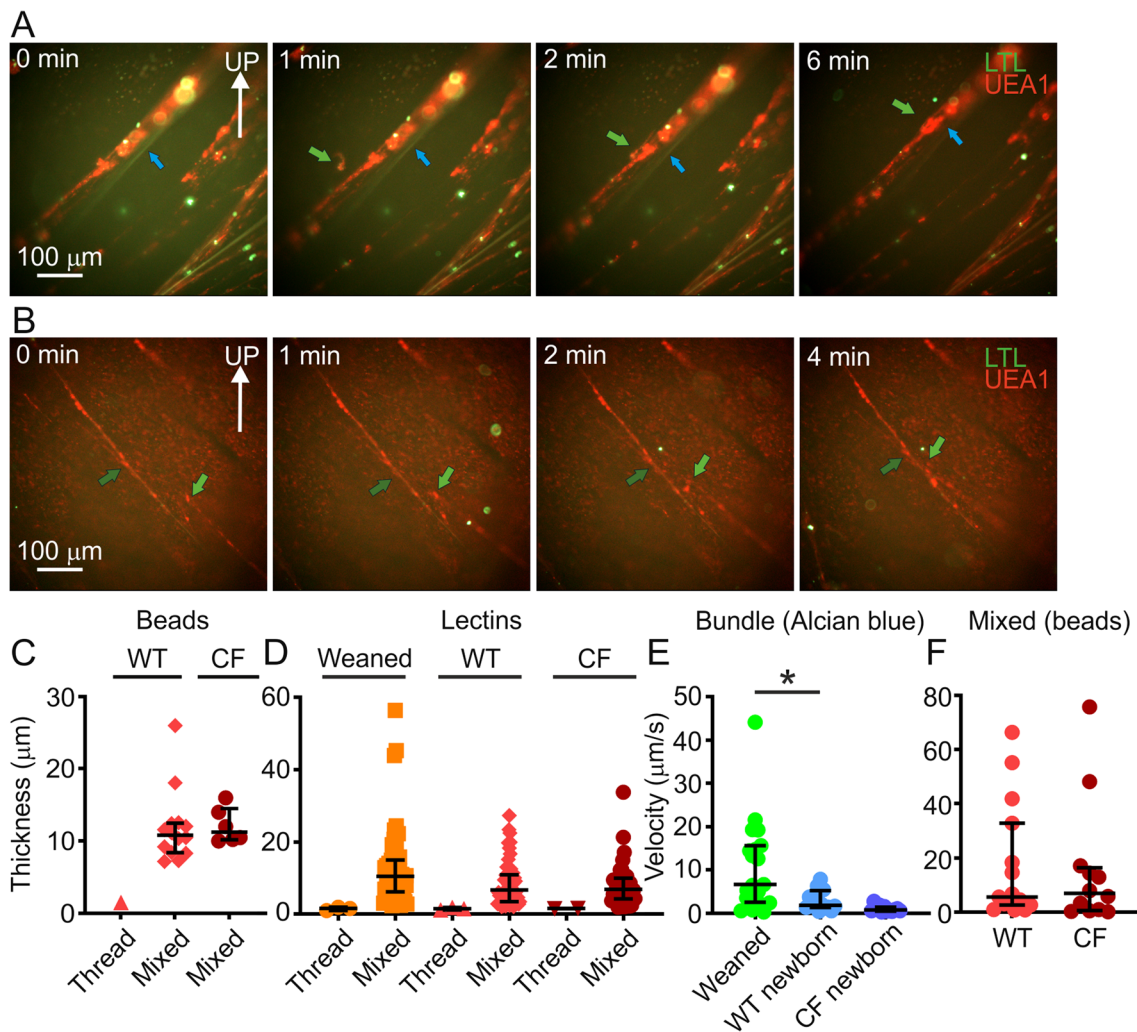 A
0 min
UP
100 μm
1 min
2 min
6 min
LTL
UEA1
B
0 min
UP
100 μm
1 min
2 min
4 min
LTL
UEA1
Beads
Lectins
Bundle (Alcian blue)
Mixed (beads)
C
WT
CF
D
Weaned
WT
CF
E
F
Thickness (μm)
30
20
10
0
Thread
Mixed
Mixed
60
40
20
0
Thread
Mixed
Thread
Mixed
Thread
Mixed
Velocity (μm/s)
50
40
30
20
10
0
*
Weaned
WT newborn
CF newborn
80
60
40
20
0
WT
CF